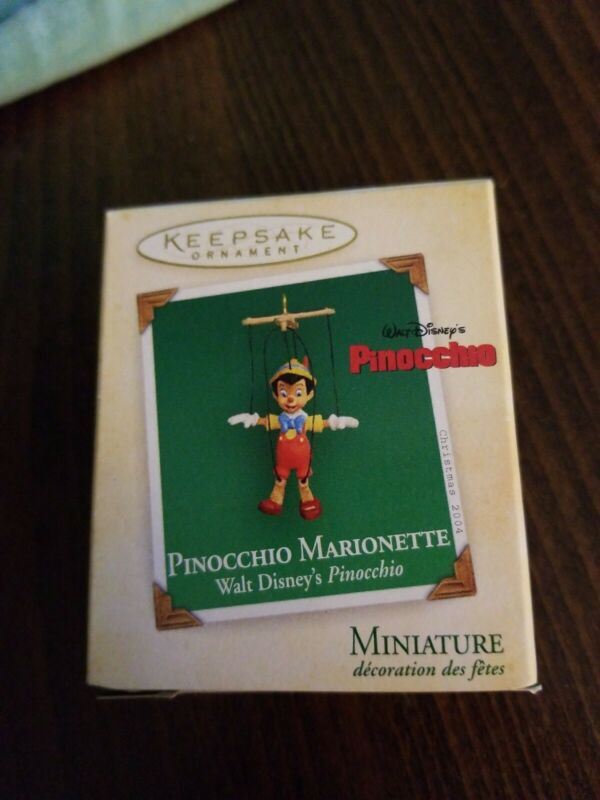 KEEPSAKE
ORNAMENT
WALT DISNEY'S
PINOCCHIO
Christmas 2004
PINOCCHIO MARIONETTE
Walt Disney's Pinocchio
MINIATURE
décoration des fêtes